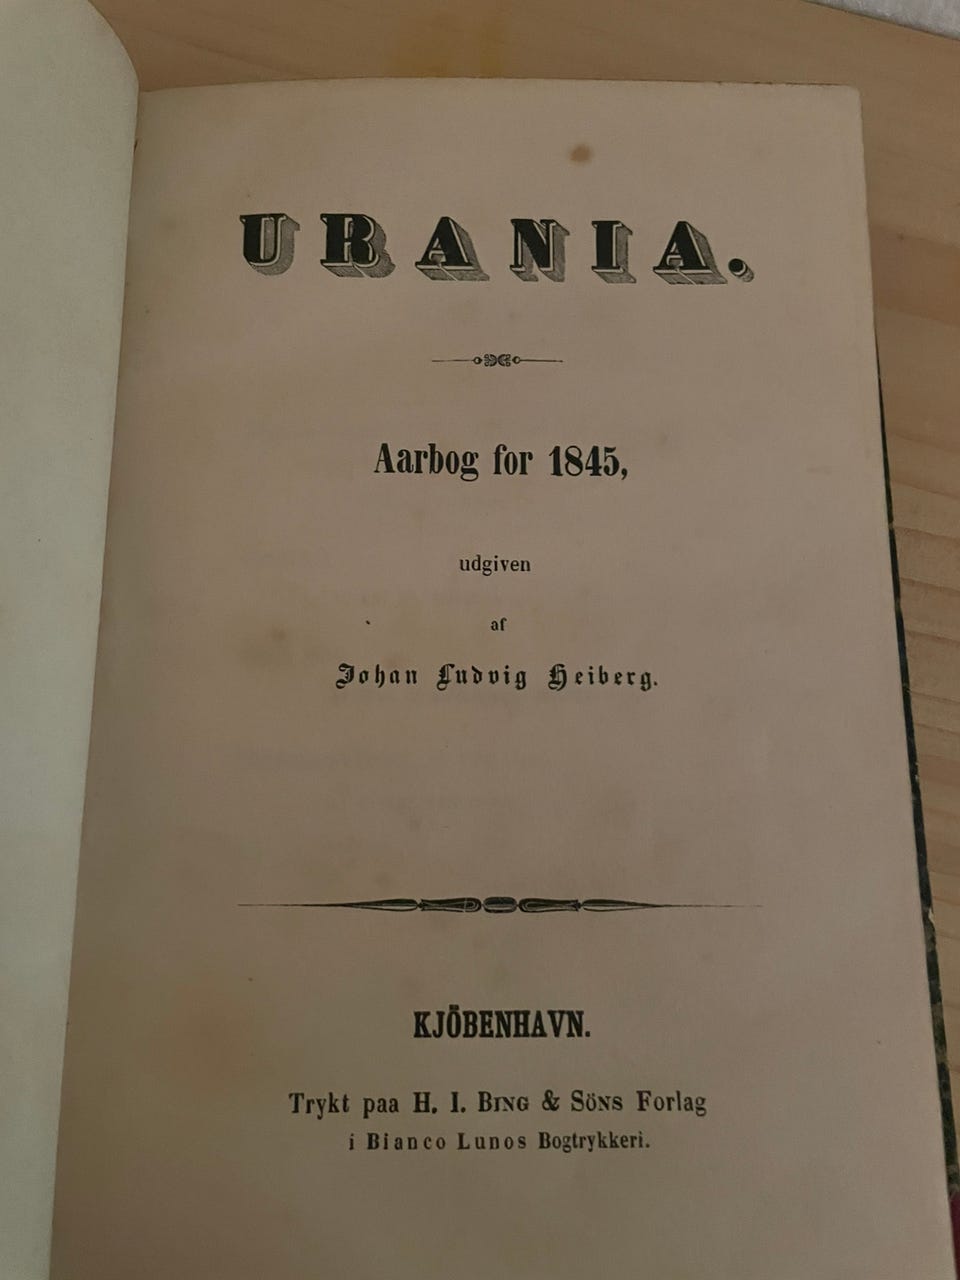 URANIA.
Aarbog for 1845,
udgiven
af
Johan Ludvig Heiberg.
KJÖBENHAVN.
Trykt paa H. I. BING & SÖNS Forlag
i Bianco Lunos Bogtrykkeri.